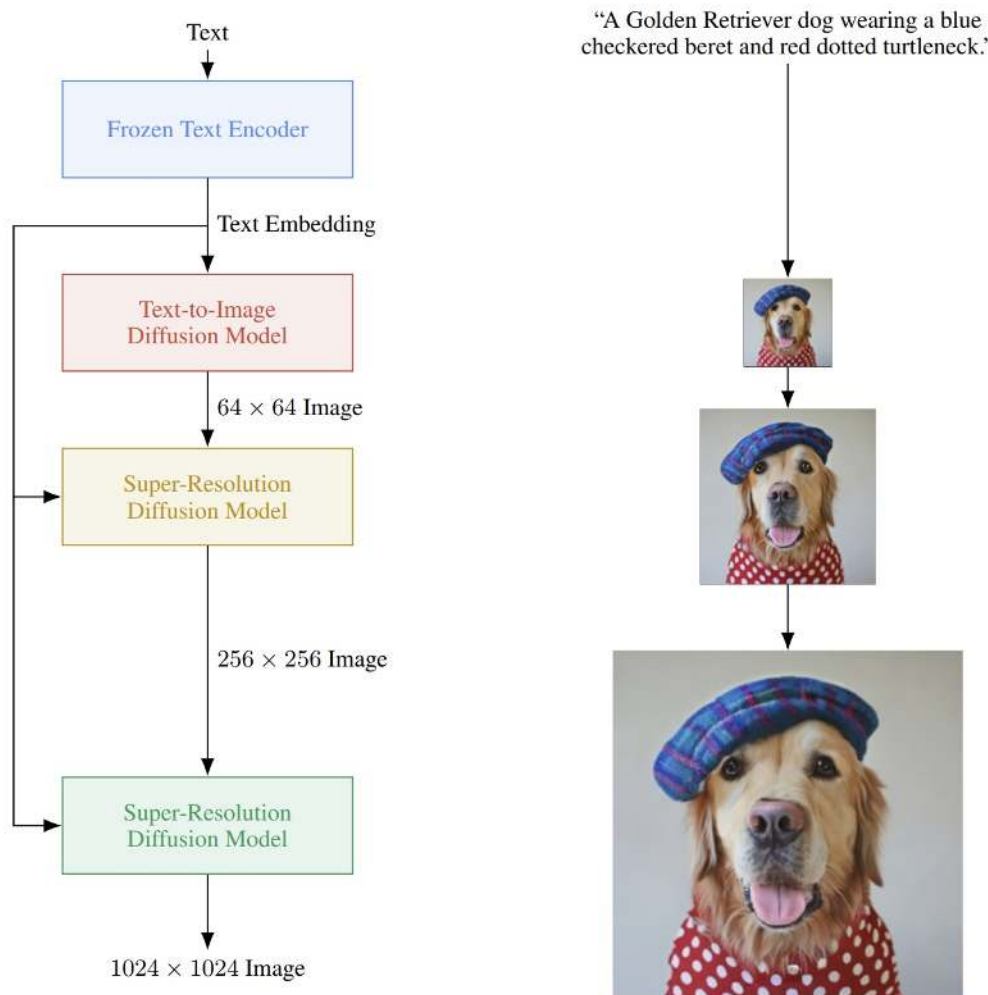 Text
Frozen Text Encoder
Text Embedding
Text-to-Image
Diffusion Model
64 × 64 Image
Super-Resolution
Diffusion Model
256 × 256 Image
Super-Resolution
Diffusion Model
1024 × 1024 Image
“A Golden Retriever dog wearing a blue
checkered beret and red dotted turtleneck.”